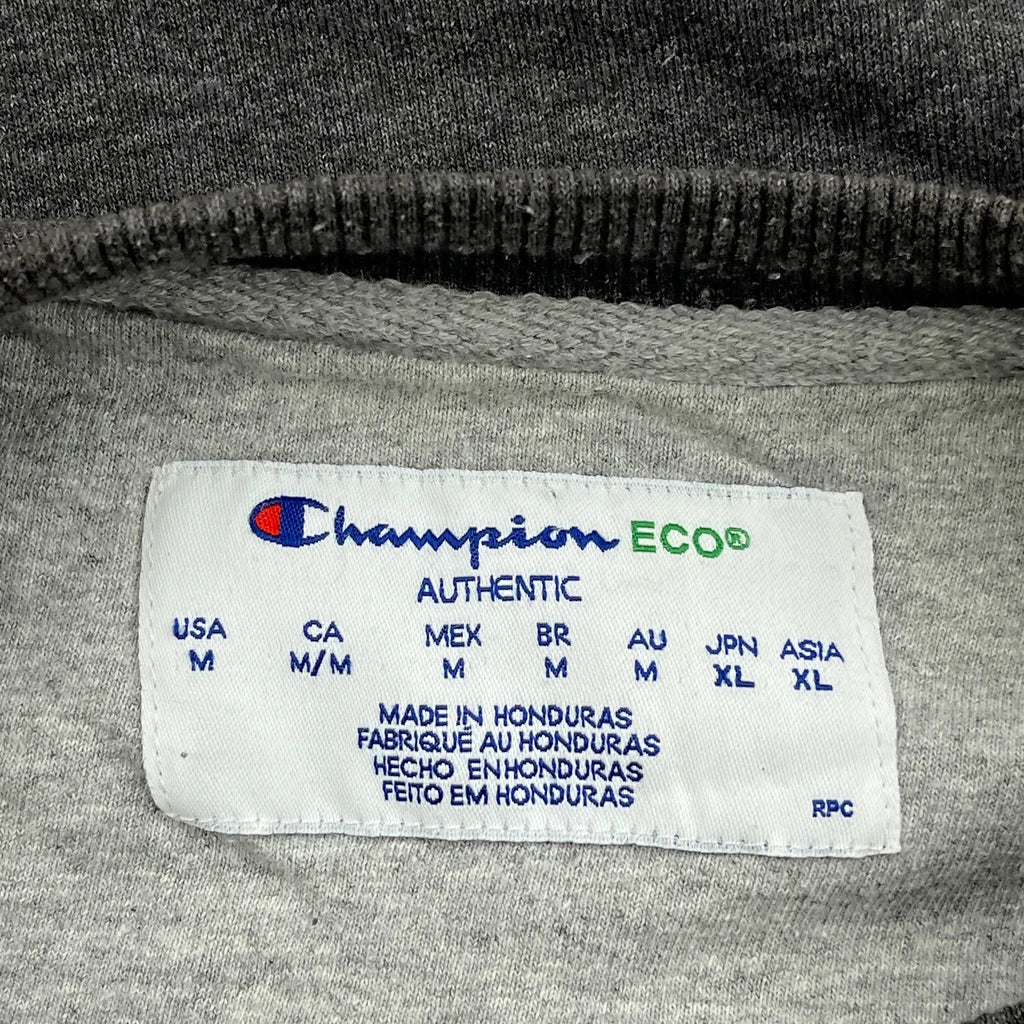 Champion ECO®
AUTHENTIC
USA CA MEX BR AU JPN ASIA
M M/M M M M XL XL
MADE IN HONDURAS
FABRIQUÉ AU HONDURAS
HECHO EN HONDURAS
FEITO EM HONDURAS
RPC